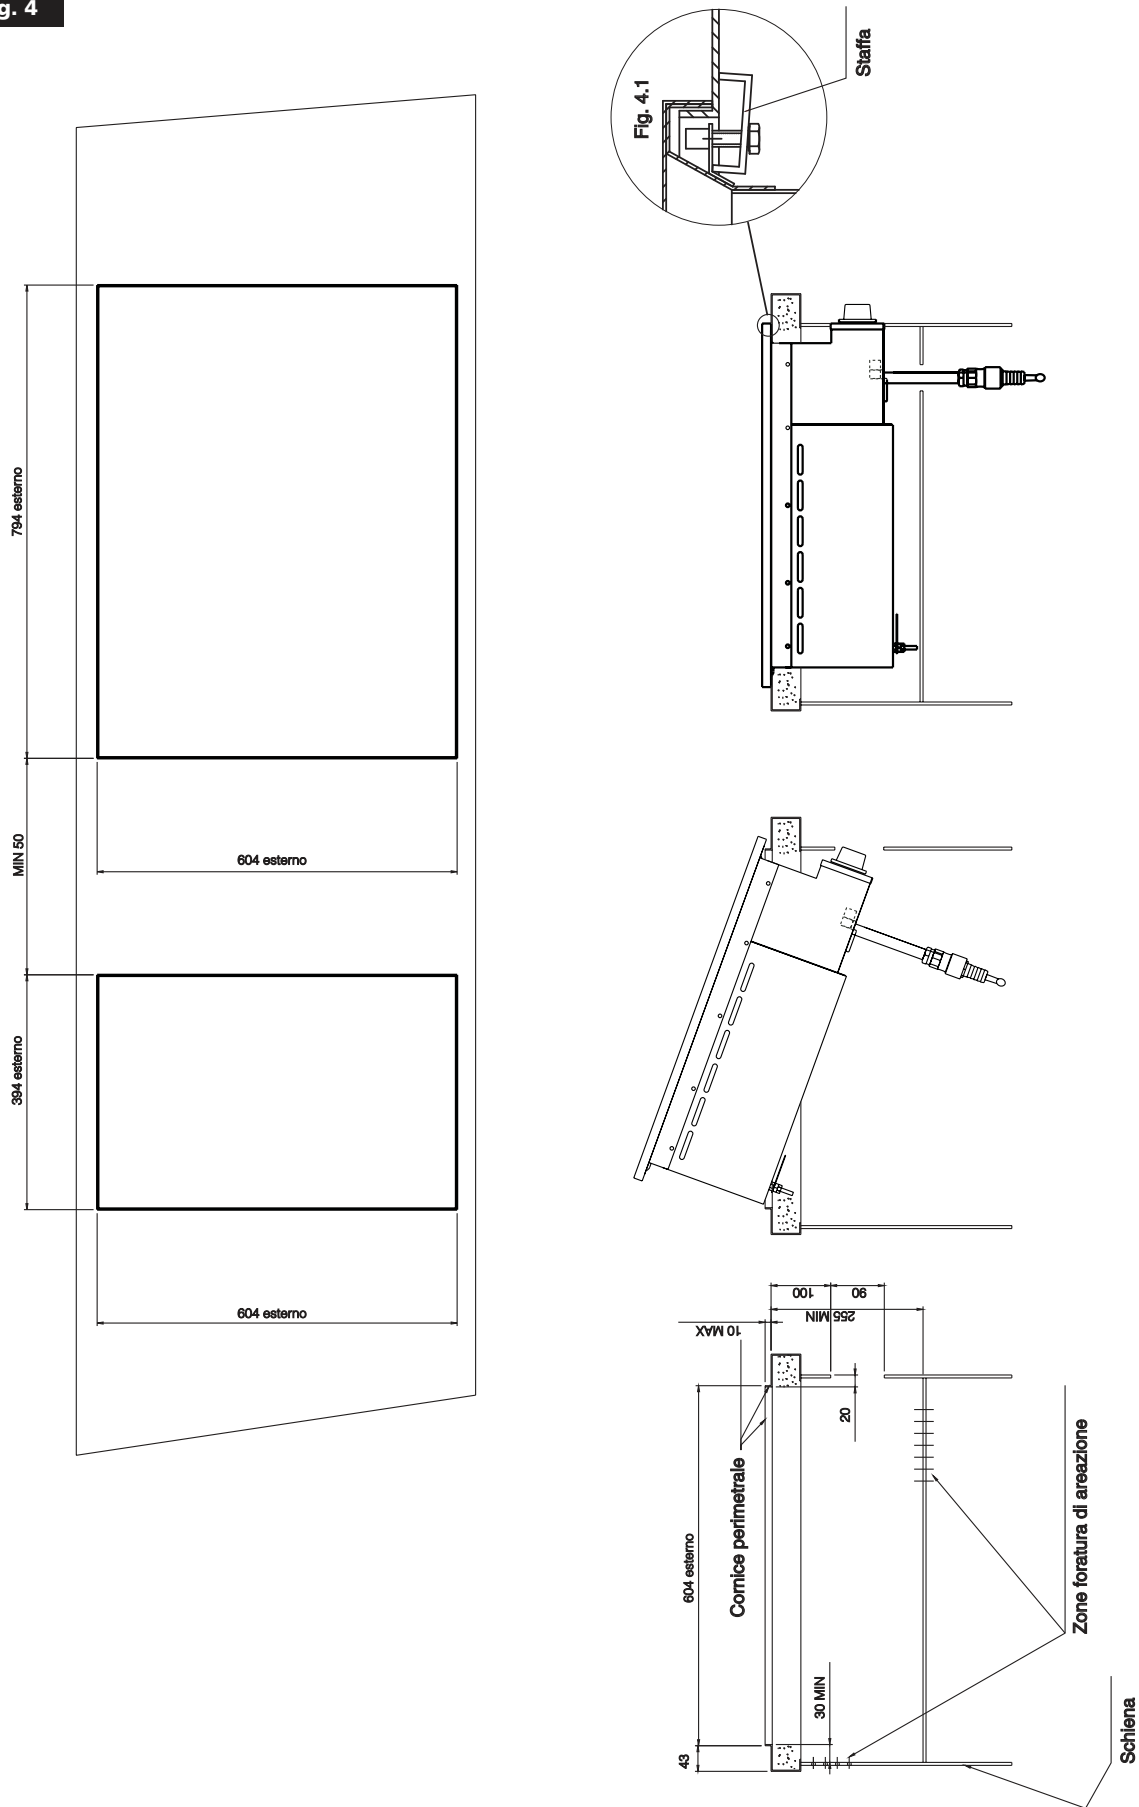 g. 4
Fig. 4.1
Staffa
794 esterno
604 esterno
MIN 50
394 esterno
604 esterno
100
90
255 MIN
10 MAX
20
604 esterno
Cornice perimetrale
30 MIN
43
Zone foratura di areazione
Schiena